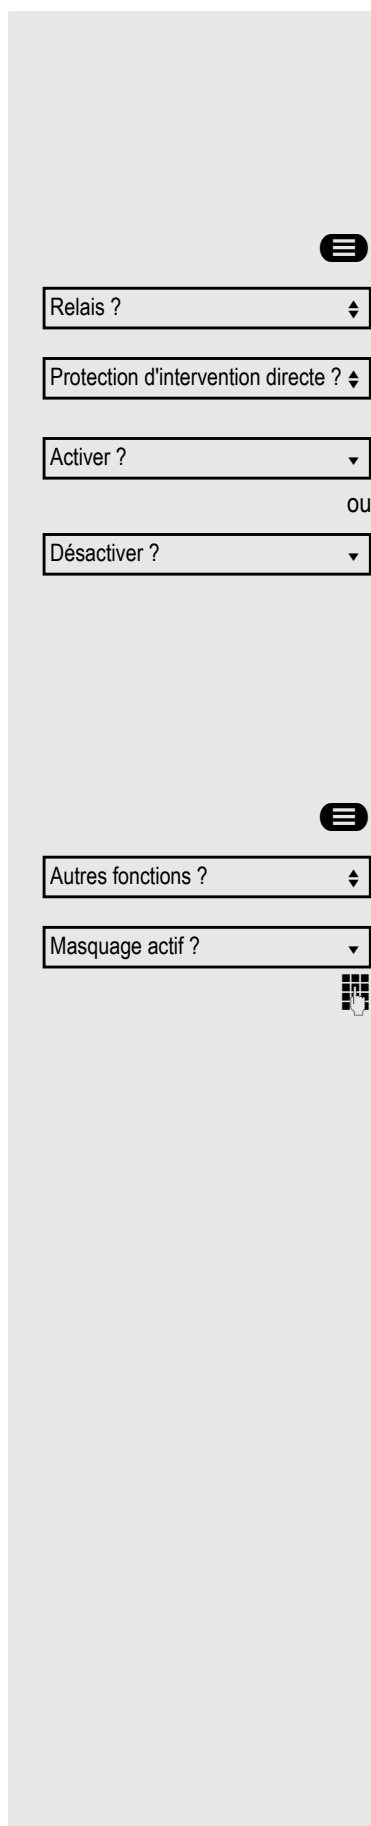 Relais ?
Protection d'intervention directe ?
Activer ?
ou
Désactiver ?
Autres fonctions ?
Masquage actif ?